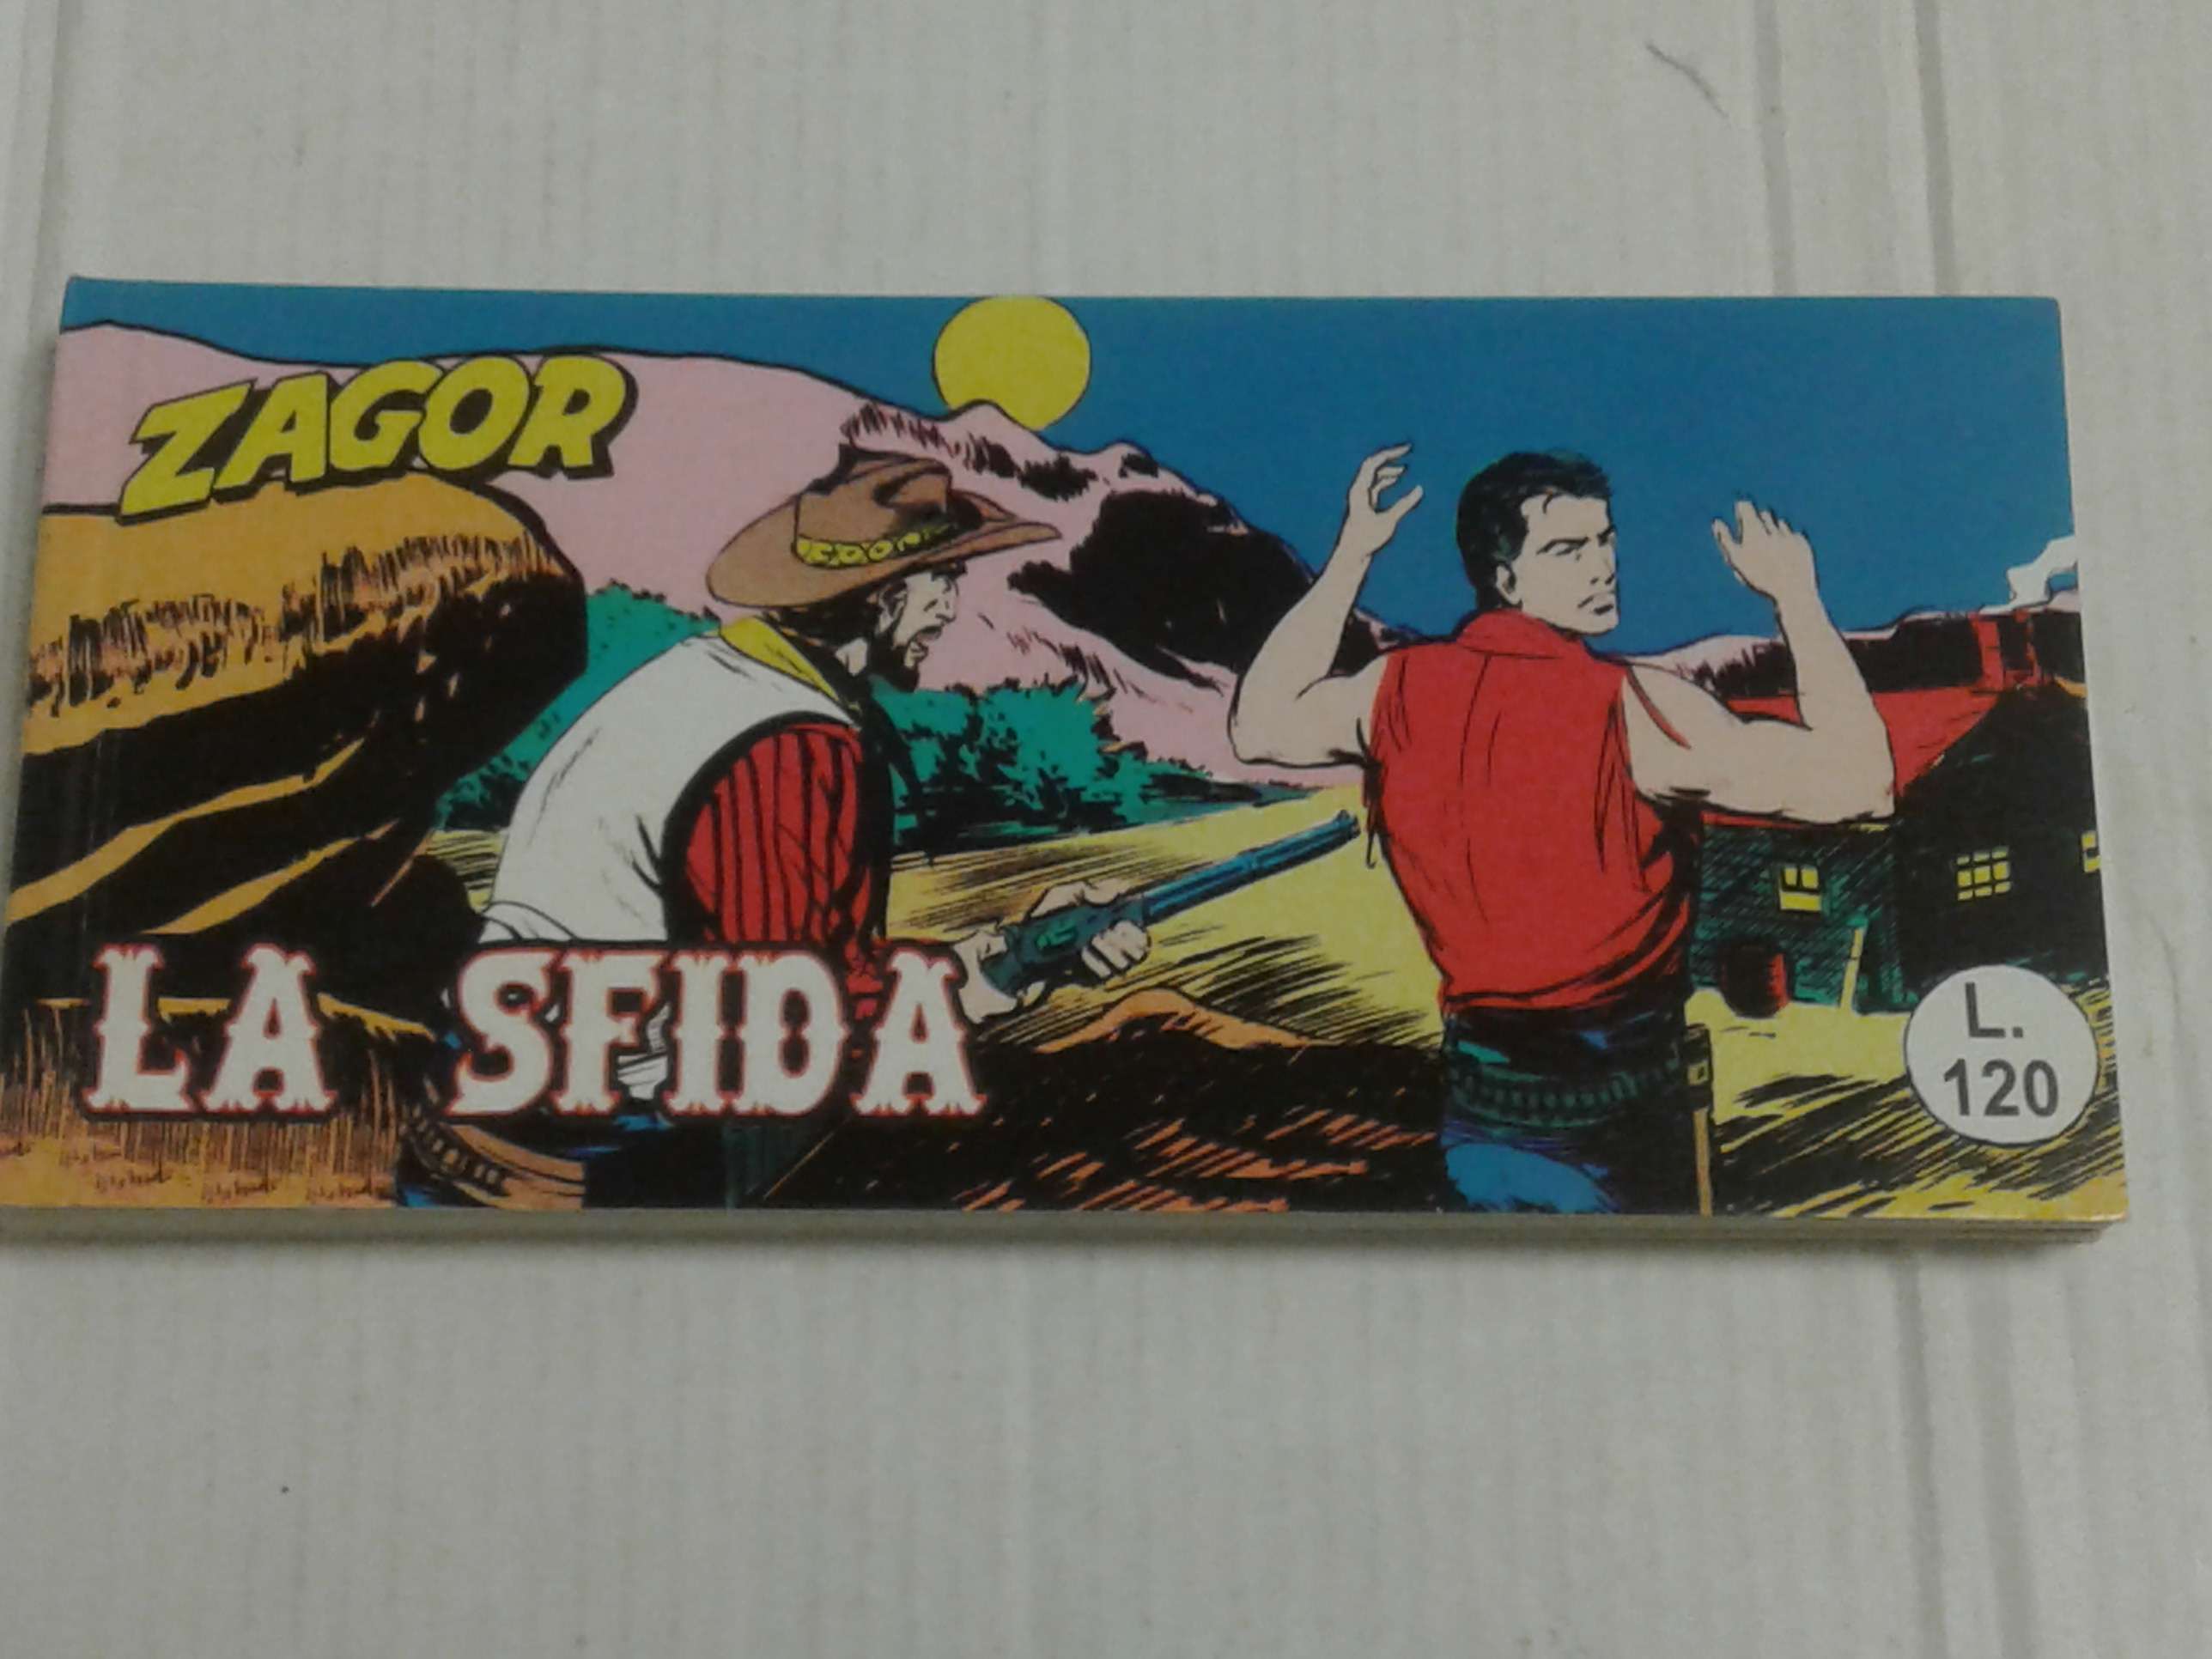 ZAGOR
LA SFIDA
L.
120